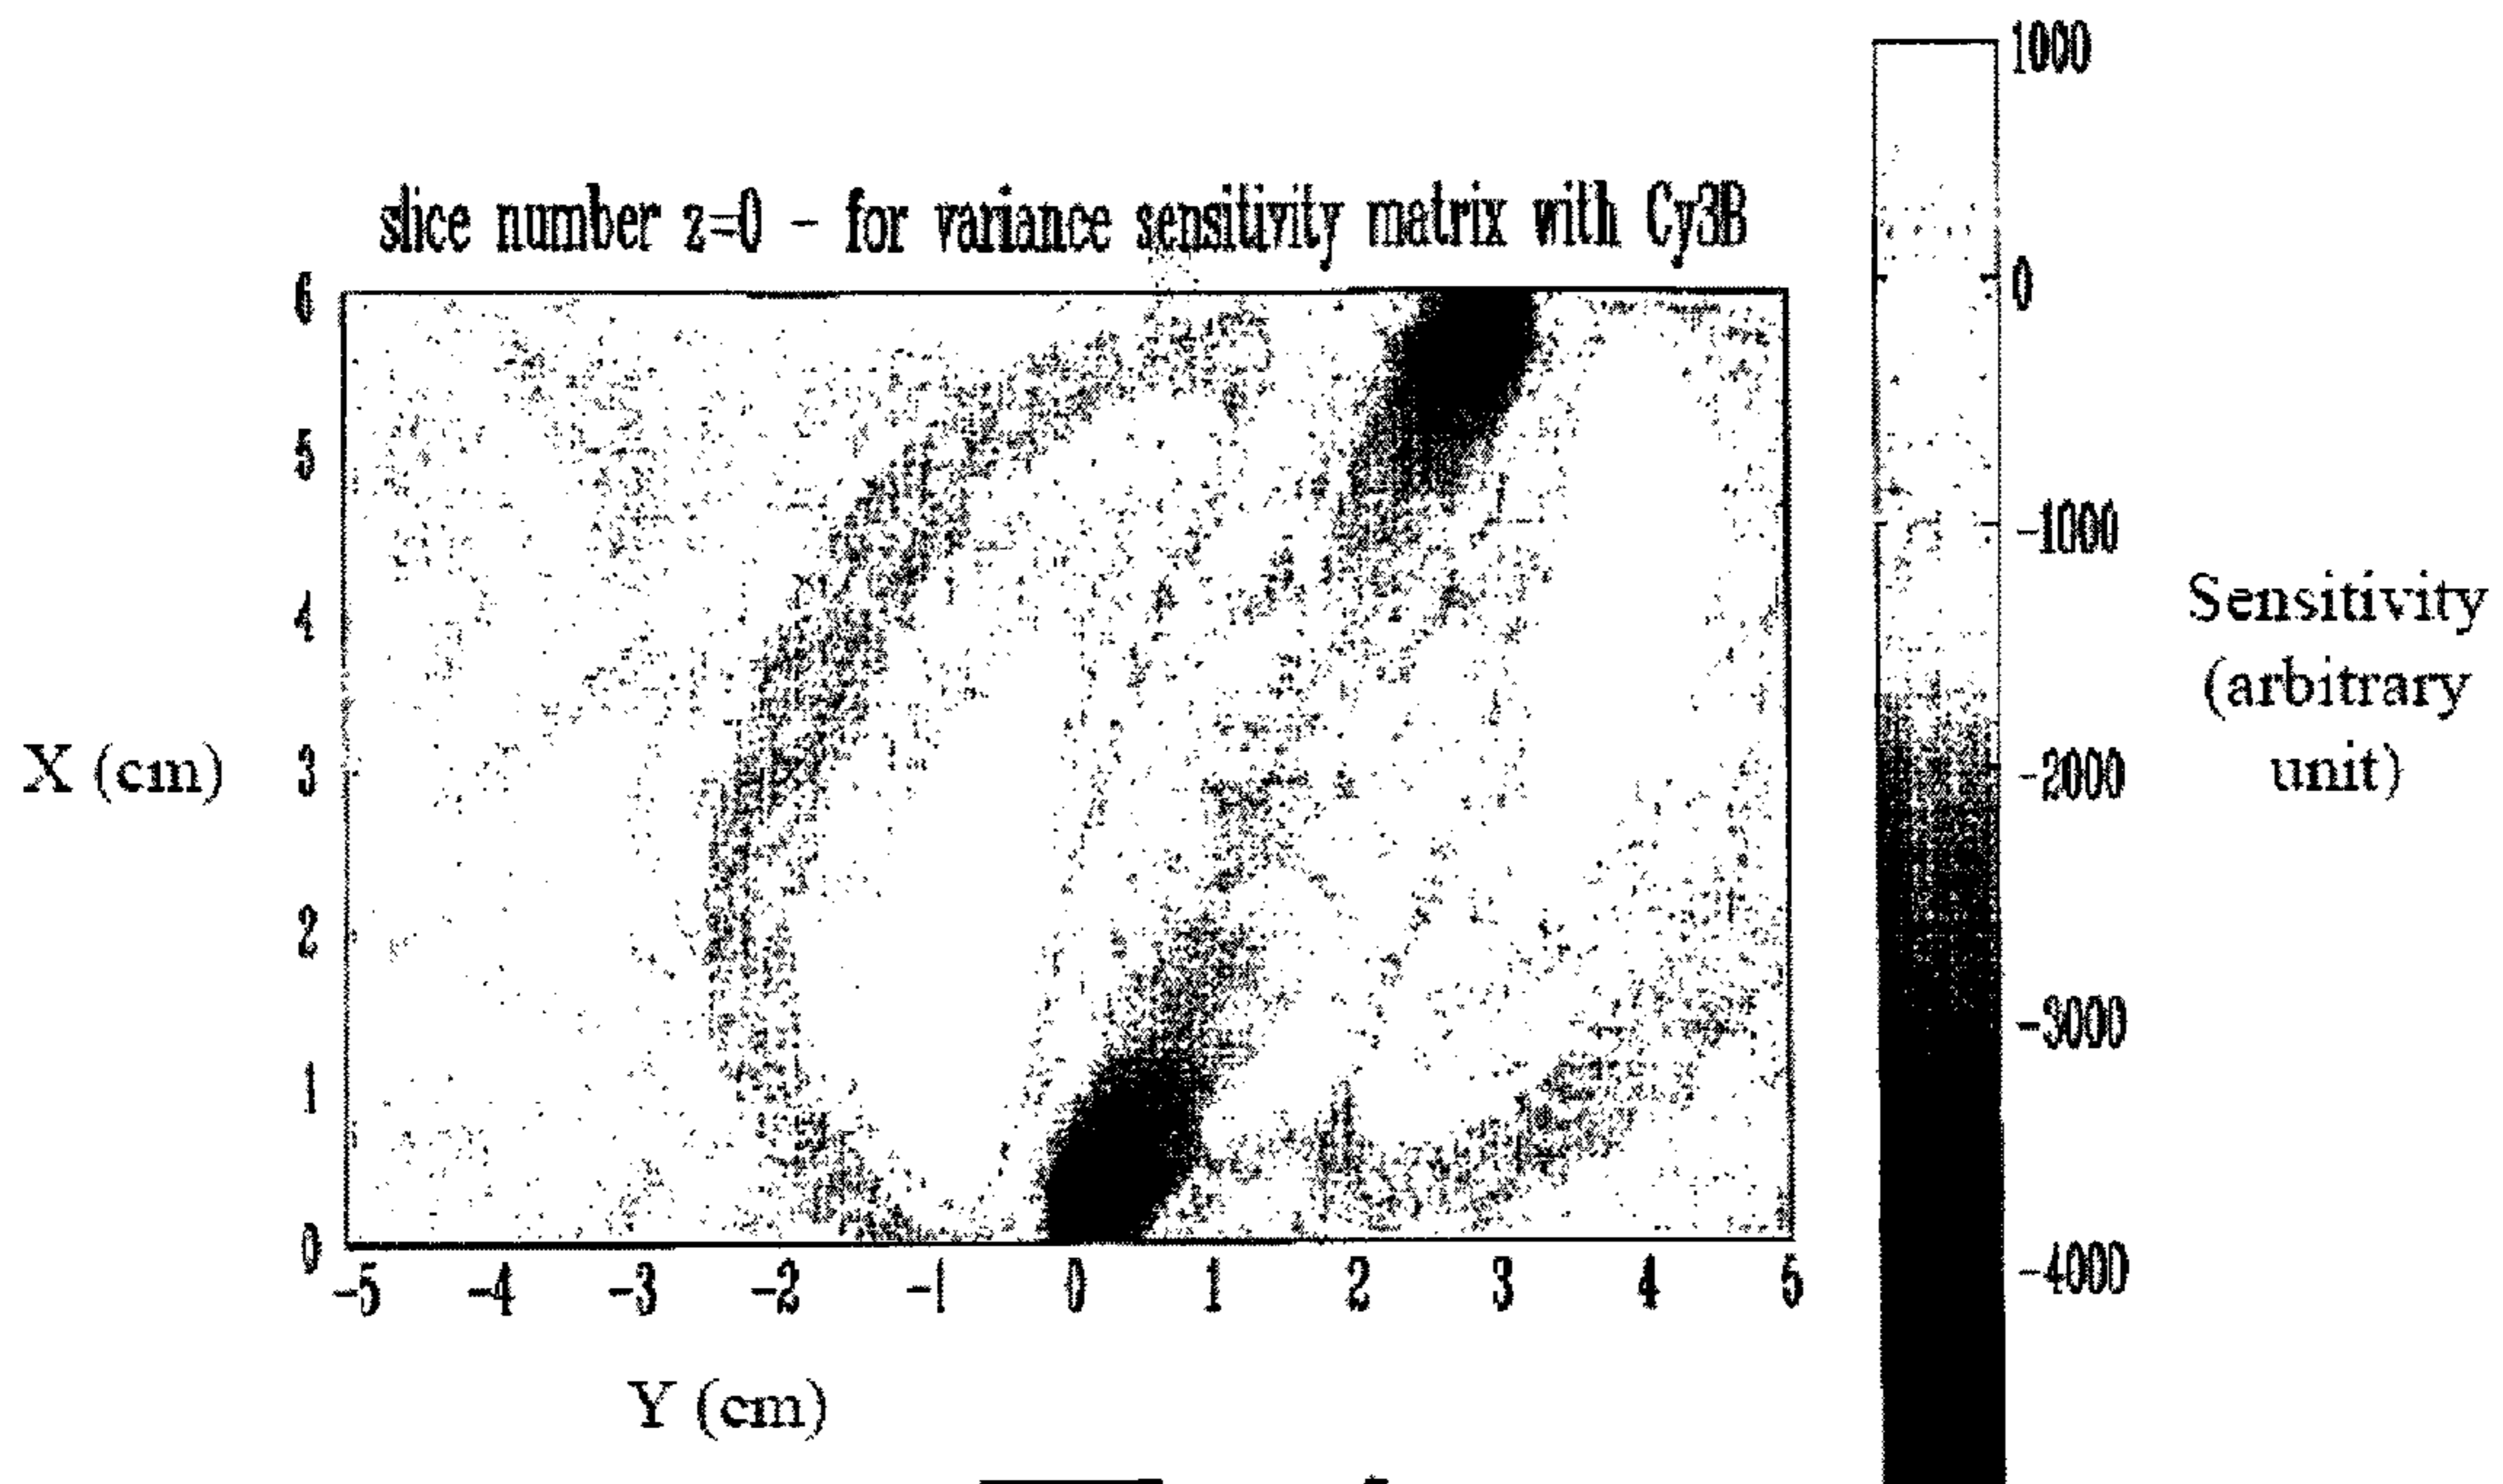 slice number z=0 - for variance sensitivity matrix with Cy3B
6
5
4
3
2
1
0
X (cm)
-5 -4 -3 -2 -1 0 1 2 3 4 5
Y (cm)
1000
0
-1000
-2000
-3000
-4000
Sensitivity
(arbitrary
unit)